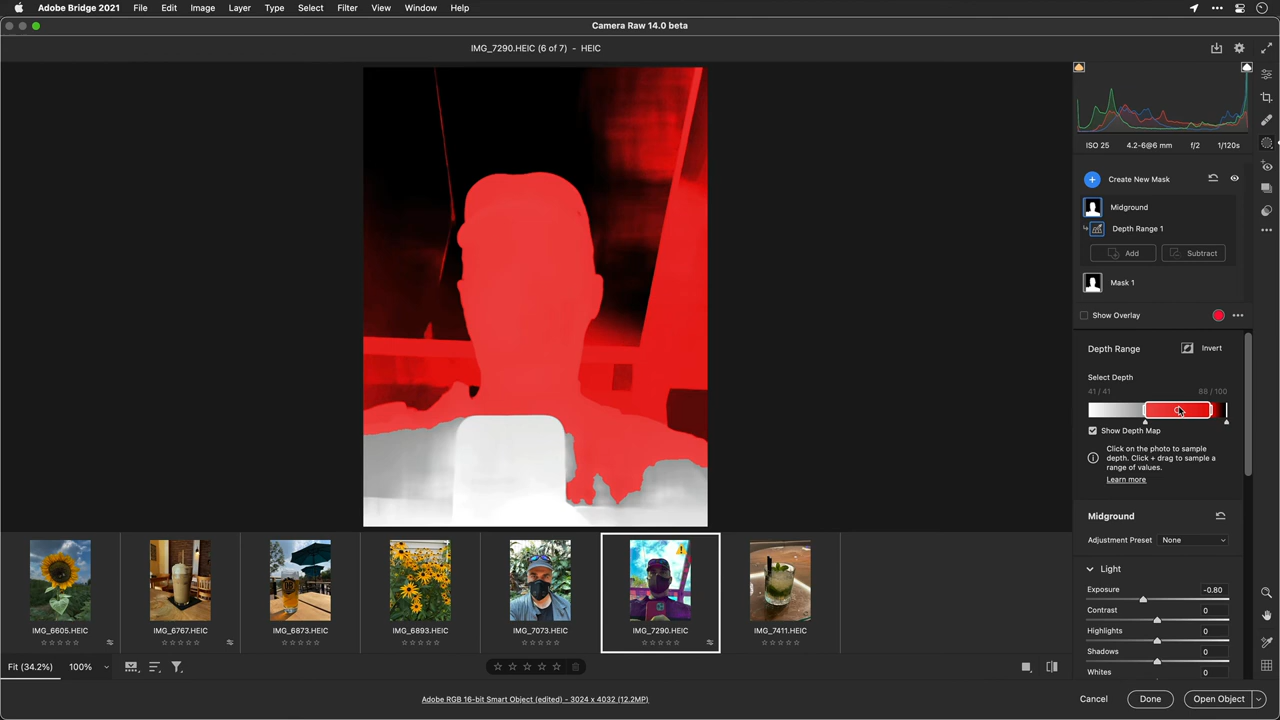 Adobe Bridge 2021 File Edit Image Layer Type Select Filter View Window Help
Camera Raw 14.0 beta
IMG_7290.HEIC (6 of 7) - HEIC
ISO 25 4.2-6@6 mm f/2 1/120s
Create New Mask
Midground
Depth Range 1
Add Subtract
Mask 1
Show Overlay
Depth Range Invert
Select Depth
41 / 41 88 / 100
Show Depth Map
Click on the photo to sample
depth. Click + drag to sample a
range of values.
Learn more
Midground
Adjustment Preset None
Light
Exposure -0.80
Contrast 0
Highlights 0
Shadows 0
Whites 0
IMG_6605.HEIC IMG_6767.HEIC IMG_6873.HEIC IMG_6893.HEIC IMG_7073.HEIC IMG_7290.HEIC IMG_7411.HEIC
Fit (34.2%) 100%
Adobe RGB 16-bit Smart Object (edited) - 3024 x 4032 (12.2MP)
Cancel Done Open Object